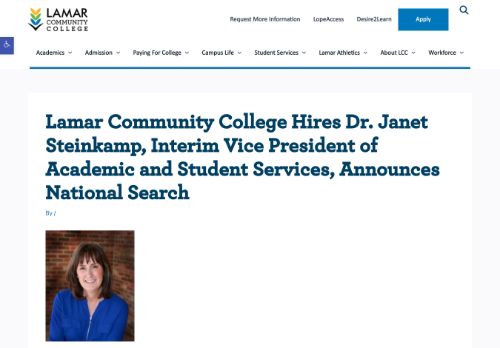 LAMAR
COMMUNITY
COLLEGE
Request More Information LopeAccess Desire2Learn Apply
Academics Admission Paying For College Campus Life Student Services Lamar Athletics About LCC Workforce
Lamar Community College Hires Dr. Janet
Steinkamp, Interim Vice President of
Academic and Student Services, Announces
National Search
By /